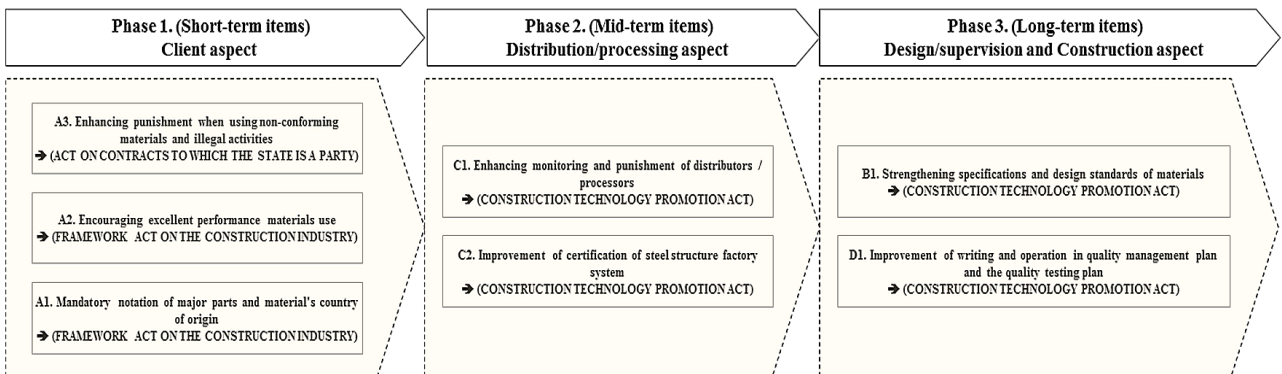 Phase 1. (Short-term items)
Client aspect
A3. Enhancing punishment when using non-conforming
materials and illegal activities
➔ (ACT ON CONTRACTS TO WHICH THE STATE IS A PARTY)
A2. Encouraging excellent performance materials use
➔ (FRAMEWORK ACT ON THE CONSTRUCTION INDUSTRY)
A1. Mandatory notation of major parts and material's country
of origin
➔ (FRAMEWORK ACT ON THE CONSTRUCTION INDUSTRY)
Phase 2. (Mid-term items)
Distribution/processing aspect
C1. Enhancing monitoring and punishment of distributors /
processors
➔ (CONSTRUCTION TECHNOLOGY PROMOTION ACT)
C2. Improvement of certification of steel structure factory
system
➔ (CONSTRUCTION TECHNOLOGY PROMOTION ACT)
Phase 3. (Long-term items)
Design/supervision and Construction aspect
B1. Strengthening specifications and design standards of materials
➔ (CONSTRUCTION TECHNOLOGY PROMOTION ACT)
D1. Improvement of writing and operation in quality management plan
and the quality testing plan
➔ (CONSTRUCTION TECHNOLOGY PROMOTION ACT)